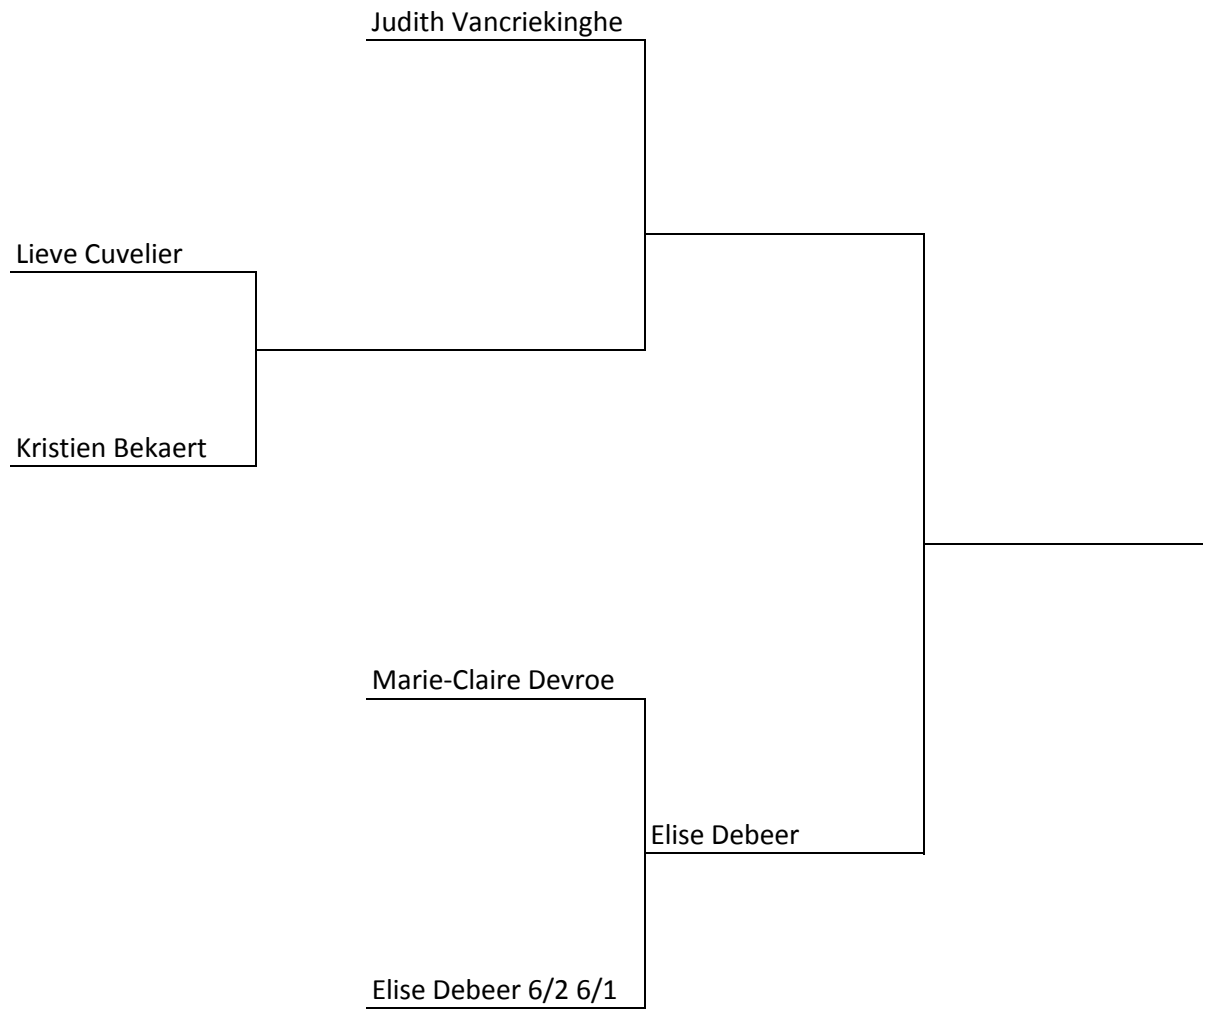 Judith Vancriekinghe
Lieve Cuvelier
Kristien Bekaert
Marie-Claire Devroe
Elise Debeer
Elise Debeer 6/2 6/1